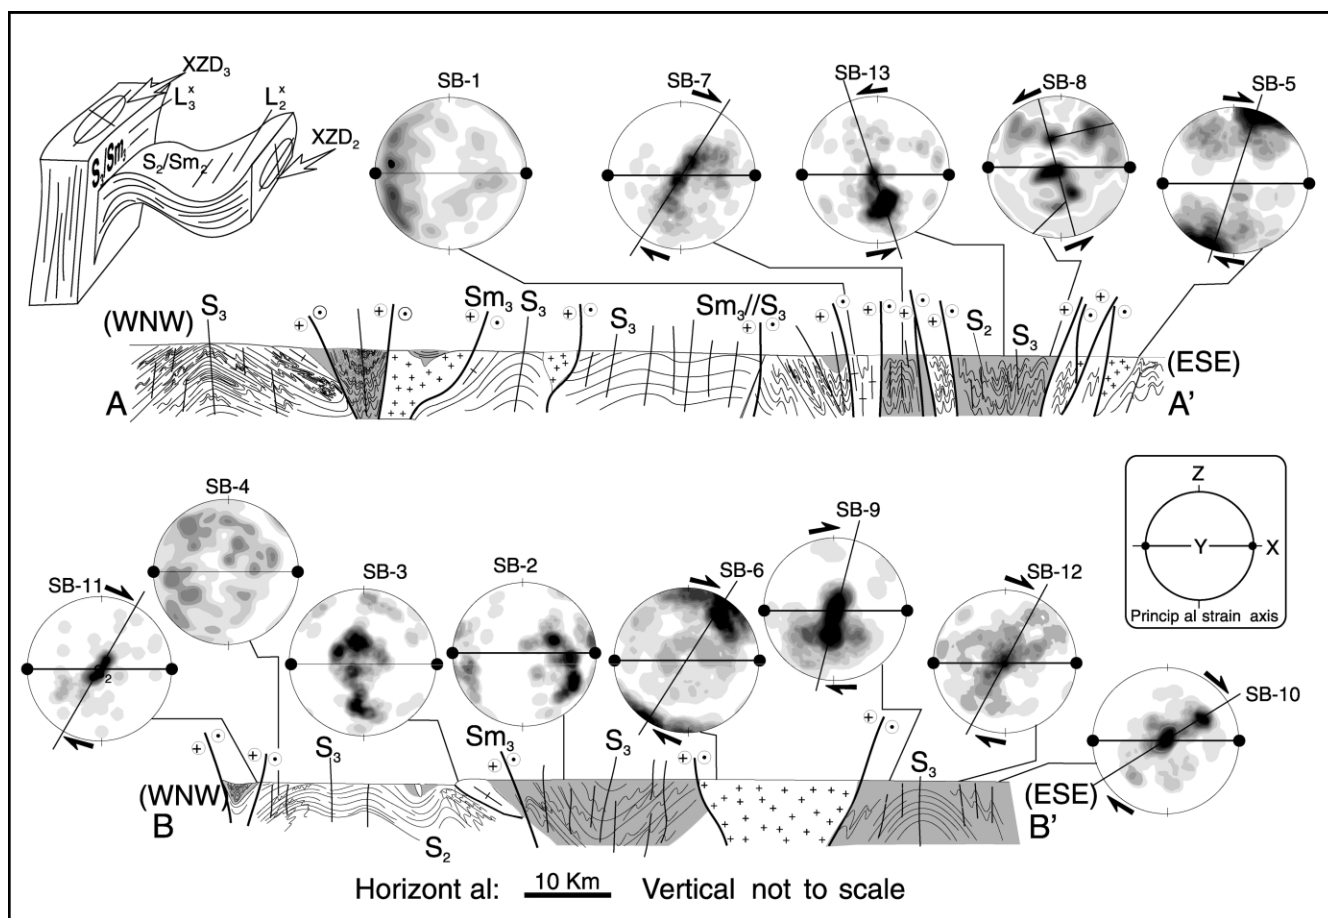 XZD3
L3x
L2x
XZD2
S3/Sm3
S2/Sm2
SB-1
SB-7
SB-13
SB-8
SB-5
(WNW)
S3
Sm3
S3
S3
Sm3//S3
S2
S3
(ESE)
A
A'
SB-4
SB-11
SB-3
SB-2
SB-6
SB-9
SB-12
SB-10
2
Z
Y
X
Princip al strain axis
(WNW)
B
S3
S2
Sm3
S3
S3
(ESE)
B'
Horizont al: 10 Km Vertical not to scale